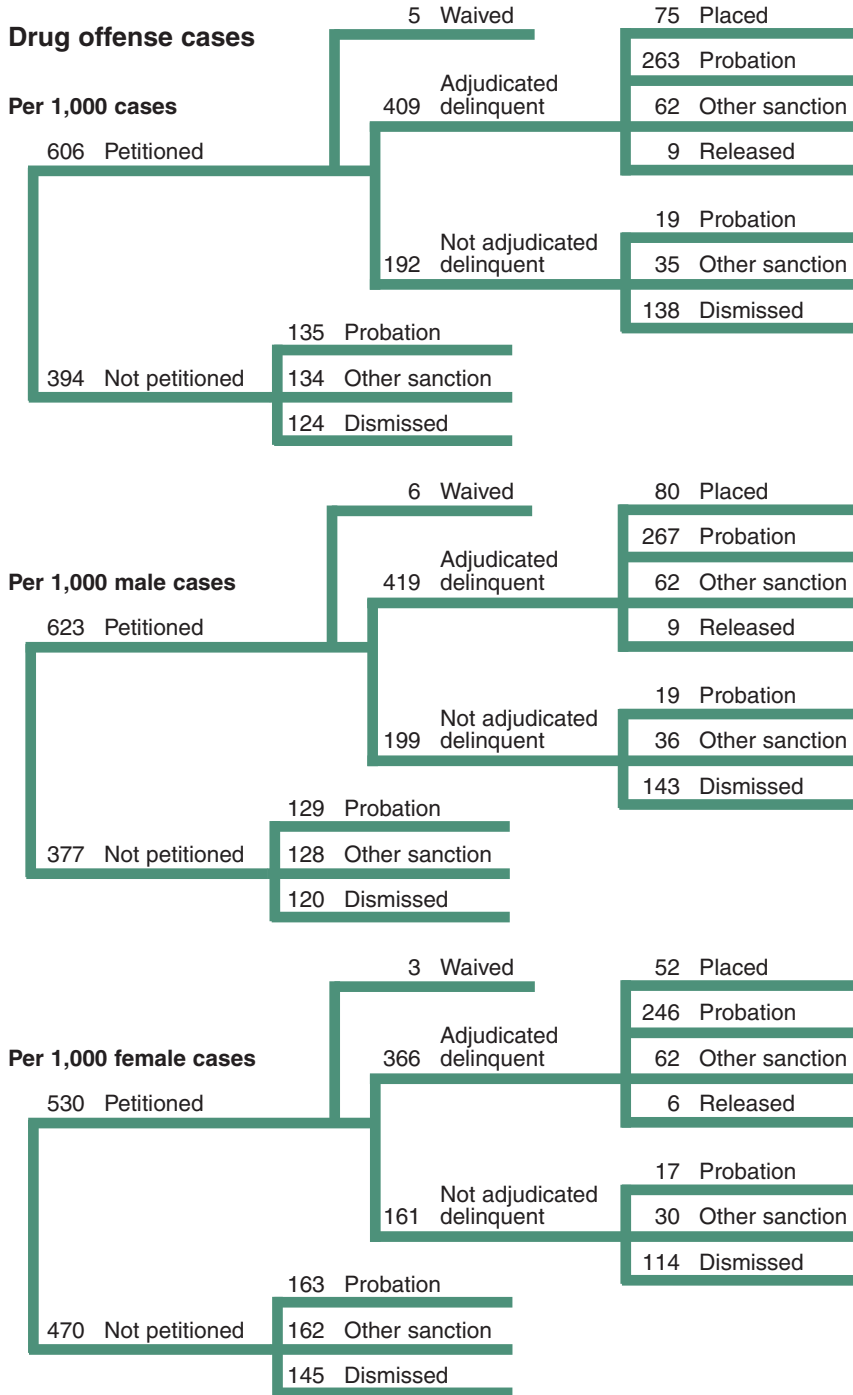 Drug offense cases
5 Waived
75 Placed
263 Probation
Per 1,000 cases
409 Adjudicated
delinquent
62 Other sanction
606 Petitioned
9 Released
19 Probation
192 Not adjudicated
delinquent
35 Other sanction
138 Dismissed
135 Probation
394 Not petitioned
134 Other sanction
124 Dismissed
6 Waived
80 Placed
267 Probation
Per 1,000 male cases
419 Adjudicated
delinquent
62 Other sanction
623 Petitioned
9 Released
19 Probation
199 Not adjudicated
delinquent
36 Other sanction
143 Dismissed
129 Probation
377 Not petitioned
128 Other sanction
120 Dismissed
3 Waived
52 Placed
246 Probation
Per 1,000 female cases
366 Adjudicated
delinquent
62 Other sanction
530 Petitioned
6 Released
17 Probation
161 Not adjudicated
delinquent
30 Other sanction
114 Dismissed
163 Probation
470 Not petitioned
162 Other sanction
145 Dismissed